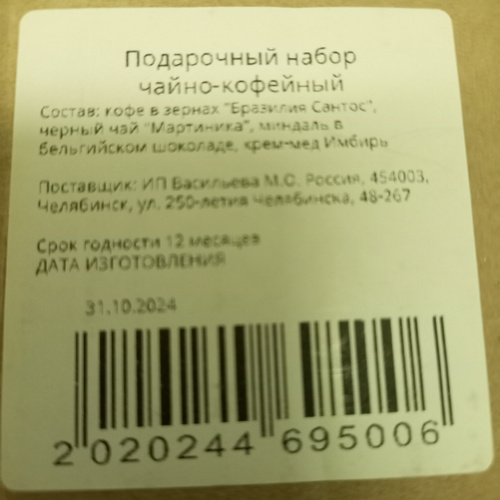 Подарочный набор
чайно-кофейный
Состав: кофе в зернах "Бразилия Сантос",
черный чай "Мартиника", миндаль в
бельгийском шоколаде, крем-мед Имбирь
Поставщик: ИП Васильева М.О. Россия, 454003,
Челябинск, ул. 250-летия Челябинска, 48-267
Срок годности 12 месяцев
ДАТА ИЗГОТОВЛЕНИЯ
31.10.2024
2 020244 695006